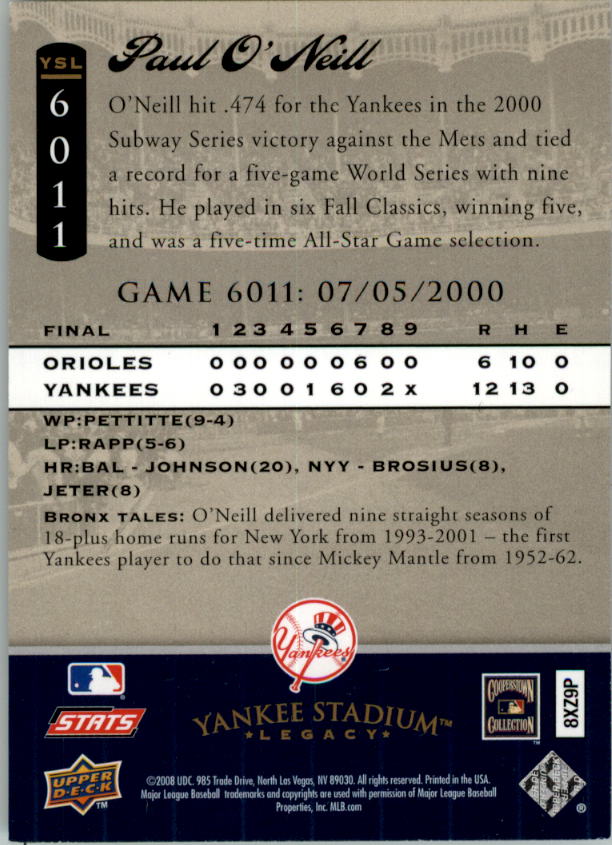 YSL
6011
Paul O'Neill
O'Neill hit .474 for the Yankees in the 2000
Subway Series victory against the Mets and tied
a record for a five-game World Series with nine
hits. He played in six Fall Classics, winning five,
and was a five-time All-Star Game selection.
GAME 6011: 07/05/2000
FINAL 1 2 3 4 5 6 7 8 9 R H E
ORIOLES 0 0 0 0 0 0 6 0 0 6 10 0
YANKEES 0 3 0 0 1 6 0 2 x 12 13 0
WP:PETTITTE(9-4)
LP:RAPP(5-6)
HR:BAL - JOHNSON(20), NYY - BROSIUS(8),
JETER(8)
BRONX TALES: O'Neill delivered nine straight seasons of
18-plus home runs for New York from 1993-2001 – the first
Yankees player to do that since Mickey Mantle from 1952-62.
Yankees
STATS
YANKEE STADIUM™
LEGACY
COOPERSTOWN
COLLECTION
™
8XZ9P
UPPER
DECK
™
©2008 UDC. 985 Trade Drive, North Las Vegas, NV 89030. All rights reserved. Printed in the USA.
Major League Baseball trademarks and copyrights are used with permission of Major League Baseball
Properties, Inc. MLB.com
®